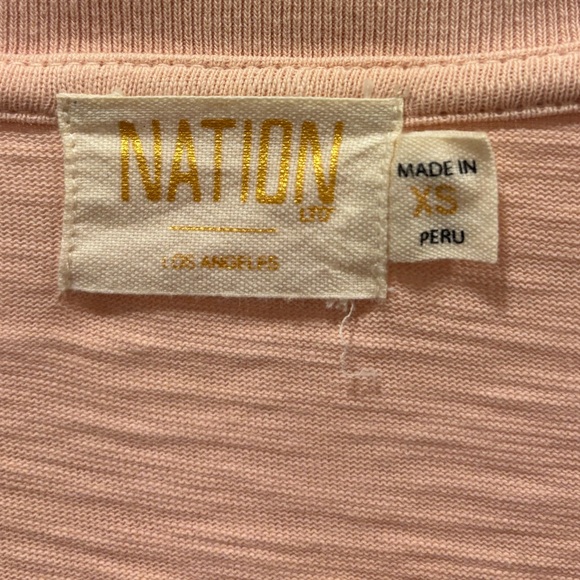 NATION
LTD
LOS ANGELES
MADE IN
XS
PERU